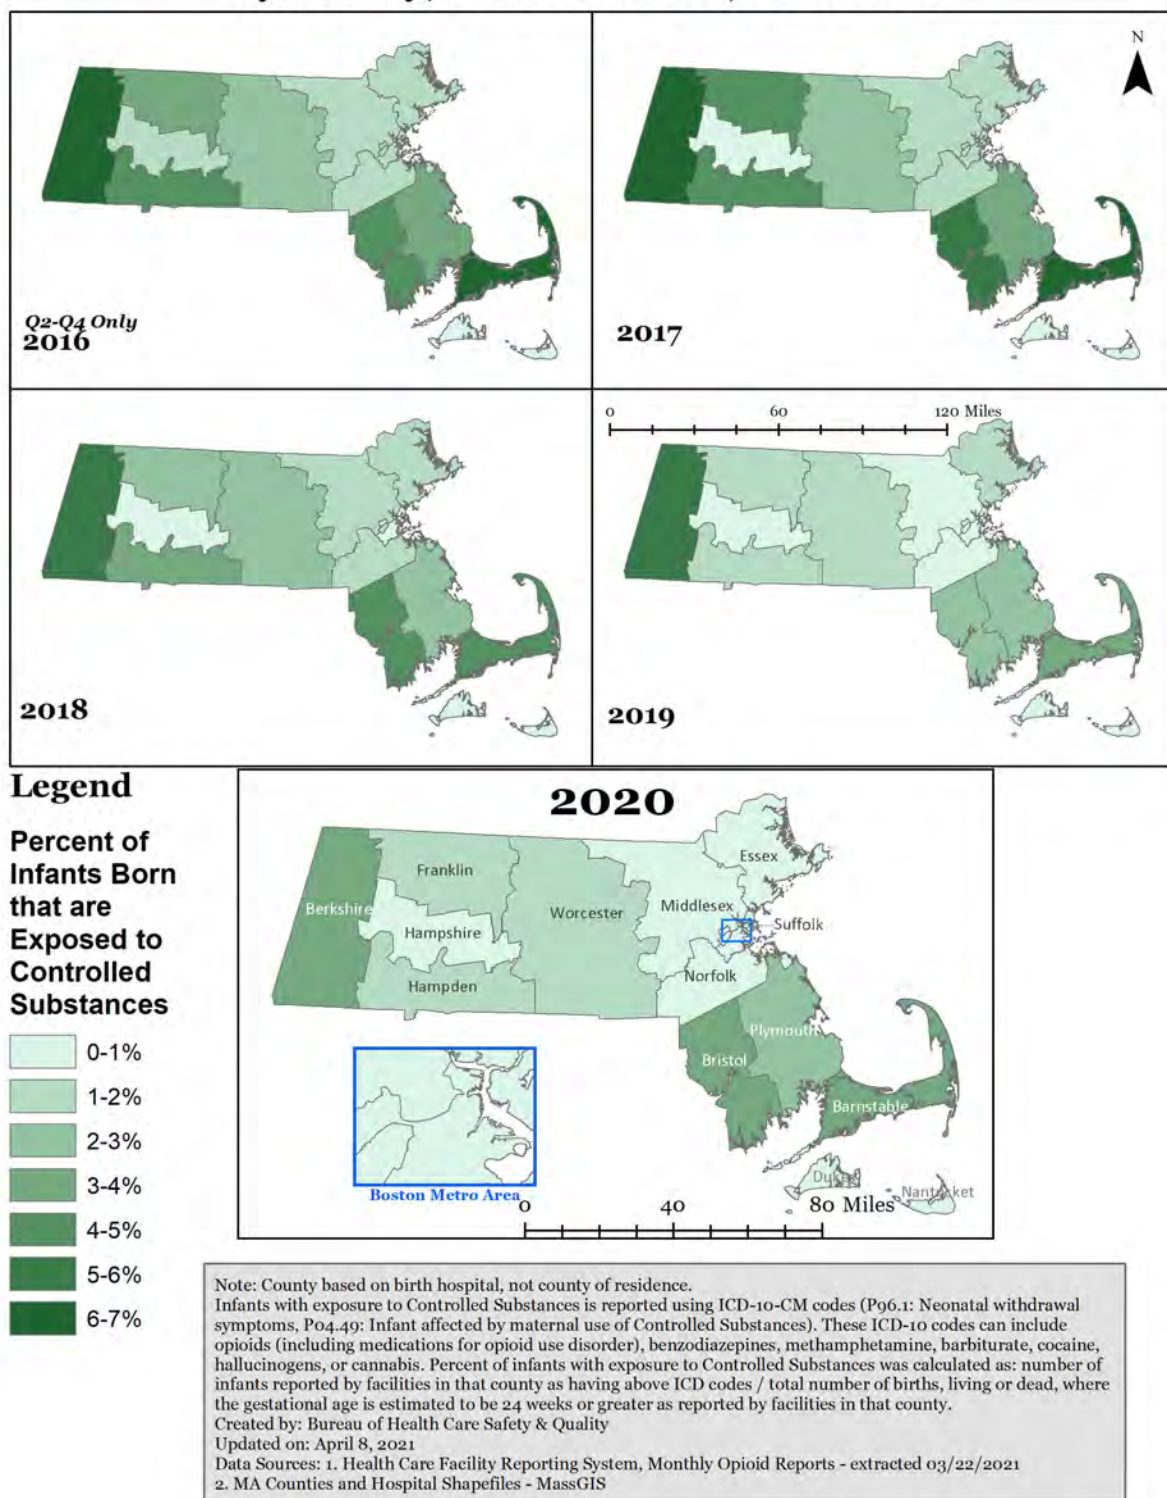 N
Q2-Q4 Only
2016
2017
0 60 120 Miles
2018
2019
Legend
Percent of
Infants Born
that are
Exposed to
Controlled
Substances
0-1%
1-2%
2-3%
3-4%
4-5%
5-6%
6-7%
2020
Essex
Franklin
Berkshire
Middlesex
Worcester
Suffolk
Hampshire
Norfolk
Hampden
Plymouth
Bristol
Barnstable
Nantucket
Boston Metro Area
0 40 80 Miles
Note: County based on birth hospital, not county of residence.
Infants with exposure to Controlled Substances is reported using ICD-10-CM codes (P96.1: Neonatal withdrawal
symptoms, P04.49: Infant affected by maternal use of Controlled Substances). These ICD-10 codes can include
opioids (including medications for opioid use disorder), benzodiazepines, methamphetamine, barbiturate, cocaine,
hallucinogens, or cannabis. Percent of infants with exposure to Controlled Substances was calculated as: number of
infants reported by facilities in that county as having above ICD codes / total number of births, living or dead, where
the gestational age is estimated to be 24 weeks or greater as reported by facilities in that county.
Created by: Bureau of Health Care Safety & Quality
Updated on: April 8, 2021
Data Sources: 1. Health Care Facility Reporting System, Monthly Opioid Reports - extracted 03/22/2021
2. MA Counties and Hospital Shapefiles - MassGIS